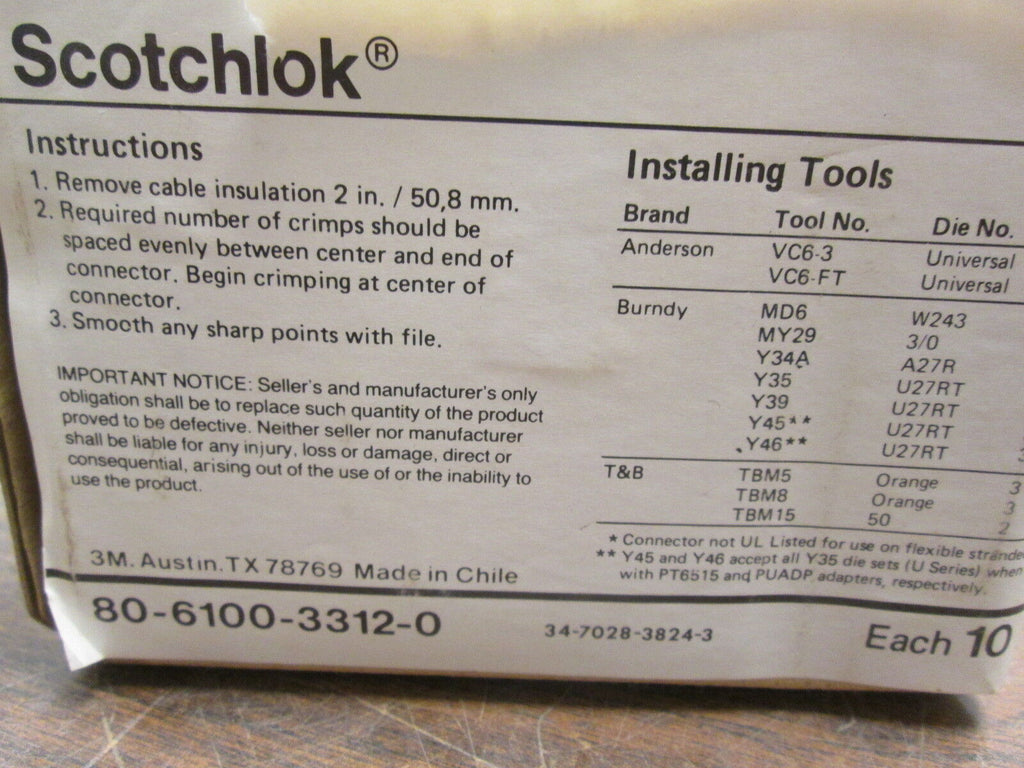 Scotchlok®
Instructions
1. Remove cable insulation 2 in. / 50,8 mm.
2. Required number of crimps should be
spaced evenly between center and end of
connector. Begin crimping at center of
connector.
3. Smooth any sharp points with file.
IMPORTANT NOTICE: Seller's and manufacturer's only
obligation shall be to replace such quantity of the product
proved to be defective. Neither seller nor manufacturer
shall be liable for any injury, loss or damage, direct or
consequential, arising out of the use of or the inability to
use the product.
3M. Austin. TX 78769 Made in Chile
80-6100-3312-0
Installing Tools
Brand Tool No. Die No.
Anderson VC6-3 Universal
VC6-FT Universal
Burndy MD6 W243
MY29 3/0
Y34A A27R
Y35 U27RT
Y39 U27RT
Y45** U27RT
Y46** U27RT
T&B TBM5 Orange 3
TBM8 Orange 3
TBM15 50 2
* Connector not UL Listed for use on flexible
** Y45 and Y46 accept all Y35 die sets (U Series) when
with PT6515 and PUADP adapters, respectively.
34-7028-3824-3
Each 10